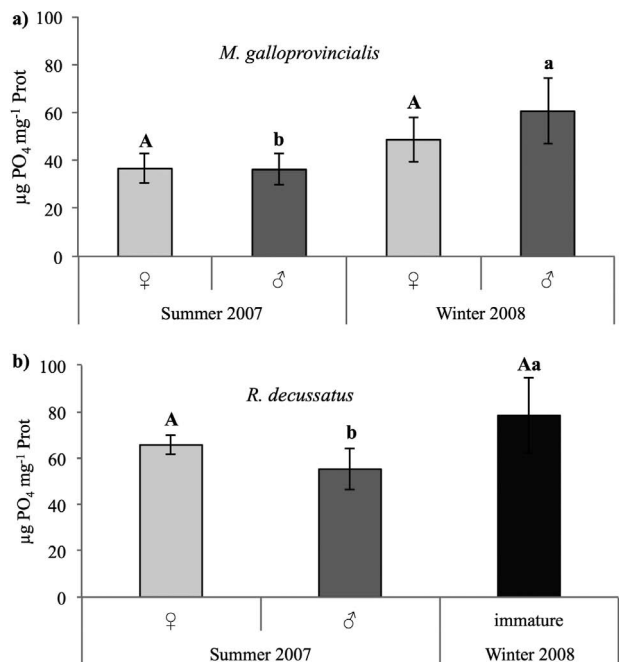 a)
M. galloprovincialis
µg PO₄ mg⁻¹ Prot
100
80
60
40
20
0
A
b
A
a
♀ ♂ ♀ ♂
Summer 2007 Winter 2008
b)
R. decussatus
µg PO₄ mg⁻¹ Prot
100
80
60
40
20
0
A
b
Aa
♀ ♂ immature
Summer 2007 Winter 2008